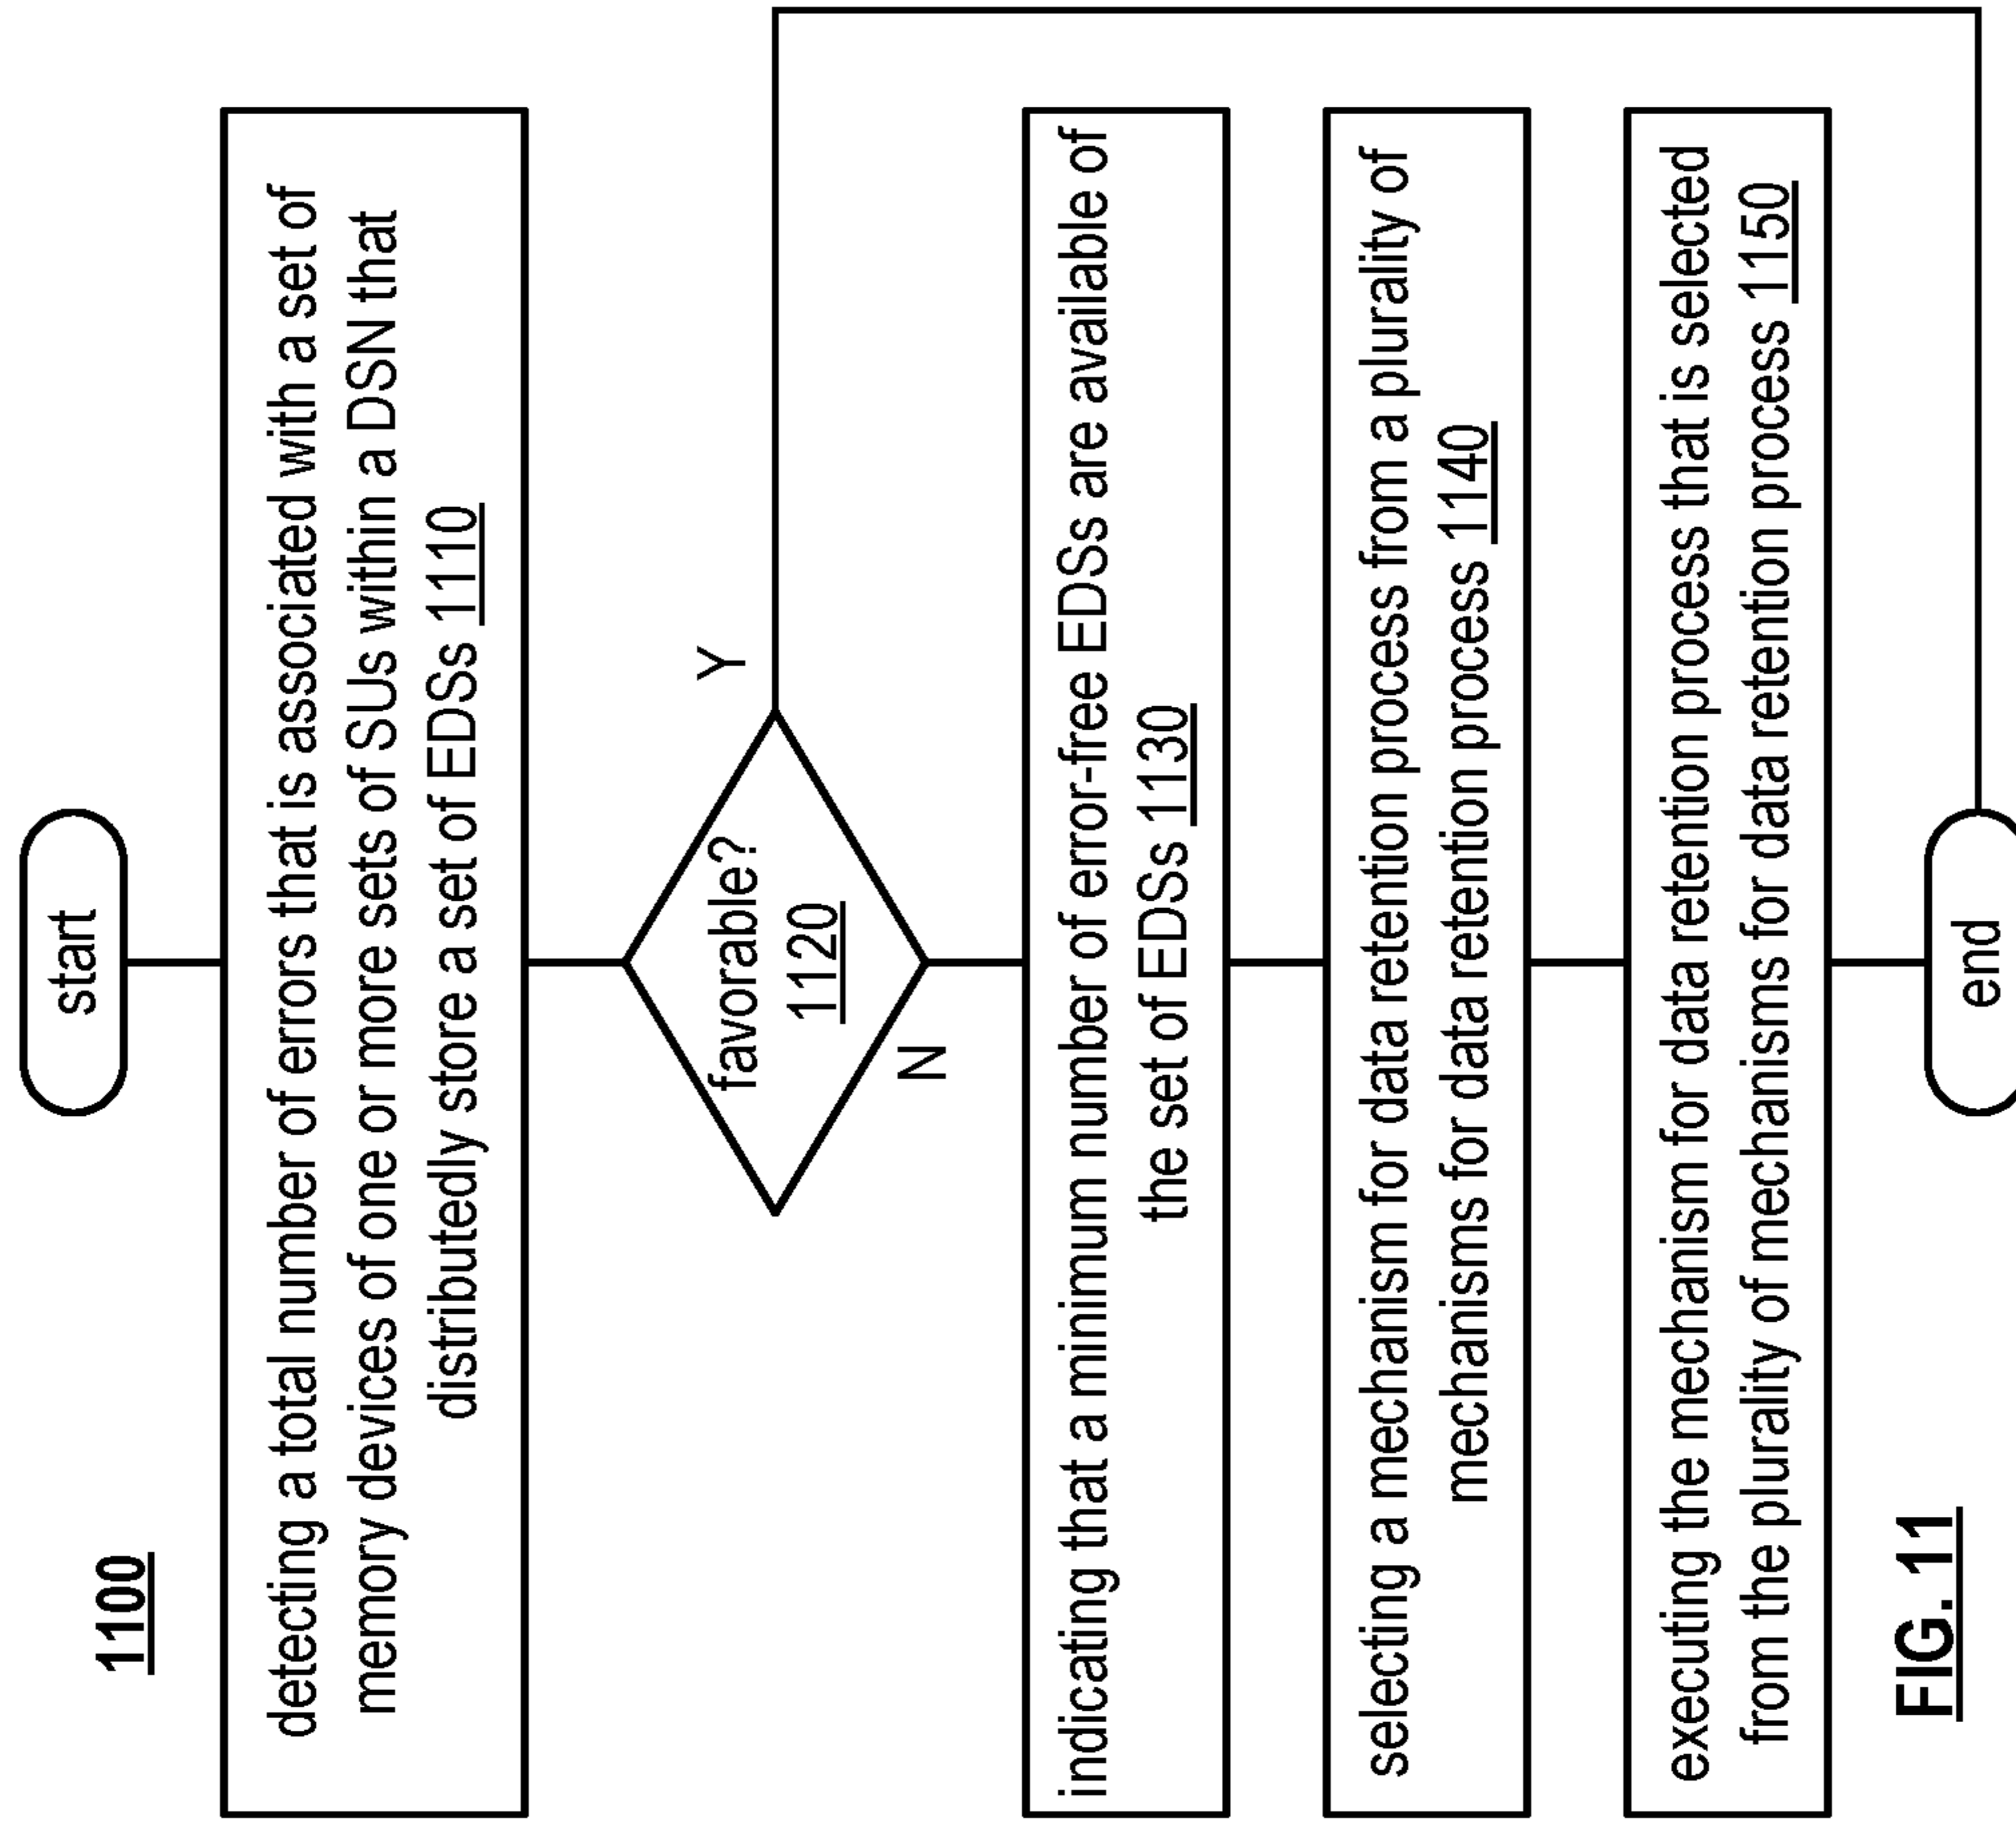 1100
start
detecting a total number of errors that is associated with a set of
memory devices of one or more sets of SUs within a DSN that
distributedly store a set of EDSs 1110
favorable?
1120
Y
N
indicating that a minimum number of error-free EDSs are available of
the set of EDSs 1130
selecting a mechanism for data retention process from a plurality of
mechanisms for data retention process 1140
executing the mechanism for data retention process that is selected
from the plurality of mechanisms for data retention process 1150
end
FIG. 11